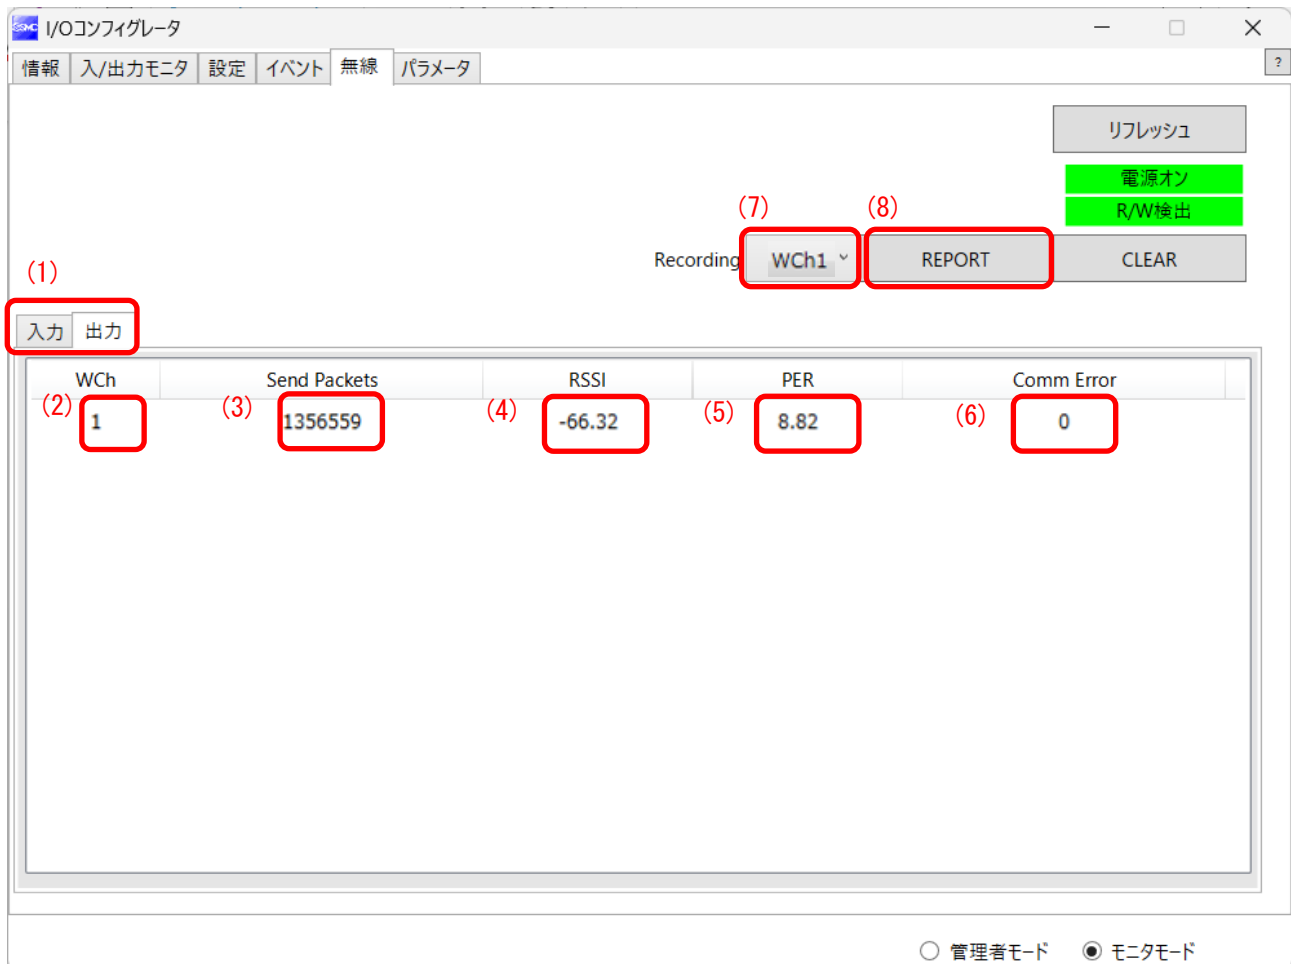 SMC I/Oコンフィグレータ
情報 入/出力モニタ 設定 イベント 無線 パラメータ ?
リフレッシュ
電源オン
R/W検出
(7) (8)
Recording WCh1 REPORT CLEAR
(1)
入力 出力
WCh Send Packets RSSI PER Comm Error
(2) 1 (3) 1356559 (4) -66.32 (5) 8.82 (6) 0
管理者モード モニタモード